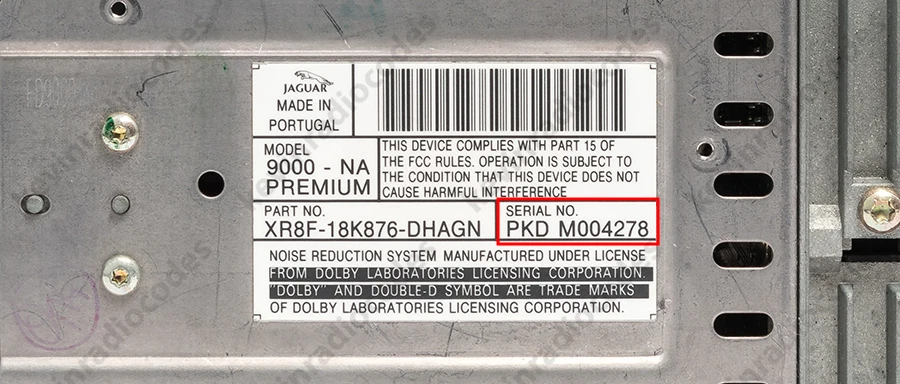 JAGUAR
MADE IN
PORTUGAL
MODEL
9000 - NA
PREMIUM
THIS DEVICE COMPLIES WITH PART 15 OF
THE FCC RULES. OPERATION IS SUBJECT TO
THE CONDITION THAT THIS DEVICE DOES NOT
CAUSE HARMFUL INTERFERENCE
PART NO.
XR8F-18K876-DHAGN
SERIAL NO.
PKD M004278
NOISE REDUCTION SYSTEM MANUFACTURED UNDER LICENSE
FROM DOLBY LABORATORIES LICENSING CORPORATION.
"DOLBY" AND DOUBLE-D SYMBOL ARE TRADE MARKS
OF DOLBY LABORATORIES LICENSING CORPORATION.
kevinradiocodes